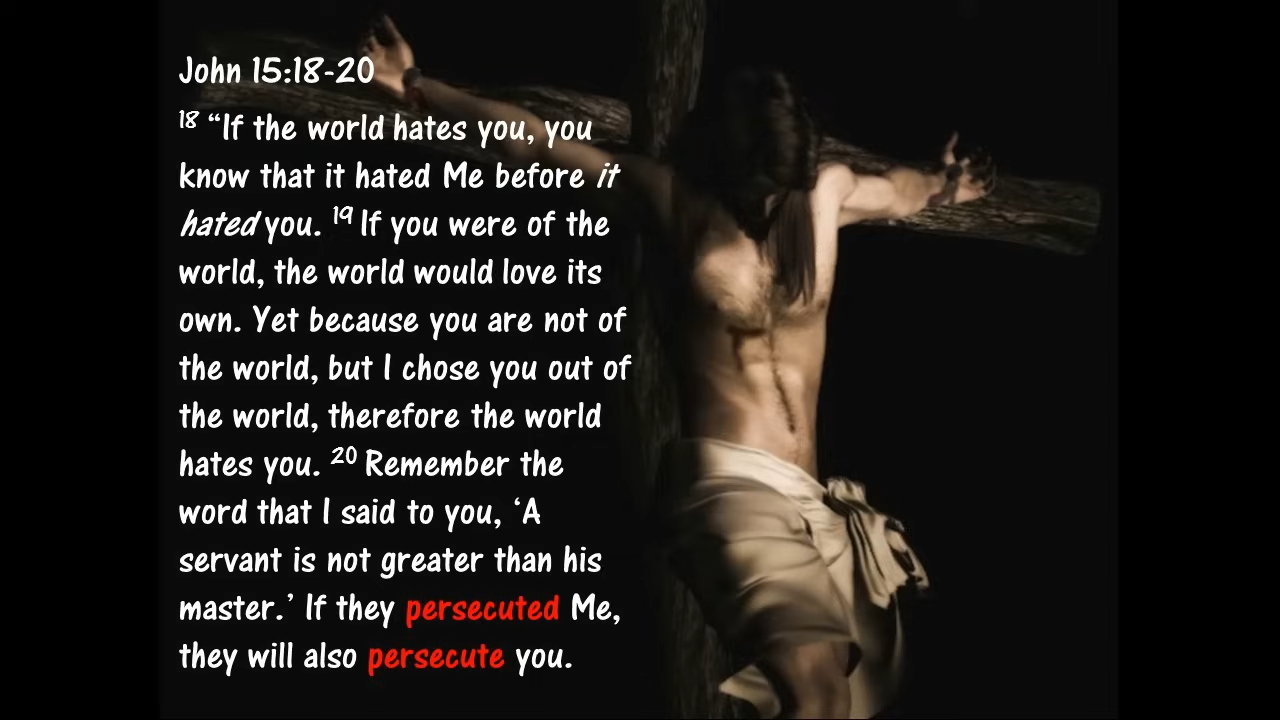 John 15:18-20
18 “If the world hates you, you
know that it hated Me before it
hated you. 19 If you were of the
world, the world would love its
own. Yet because you are not of
the world, but I chose you out of
the world, therefore the world
hates you. 20 Remember the
word that I said to you, ‘A
servant is not greater than his
master.’ If they persecuted Me,
they will also persecute you.